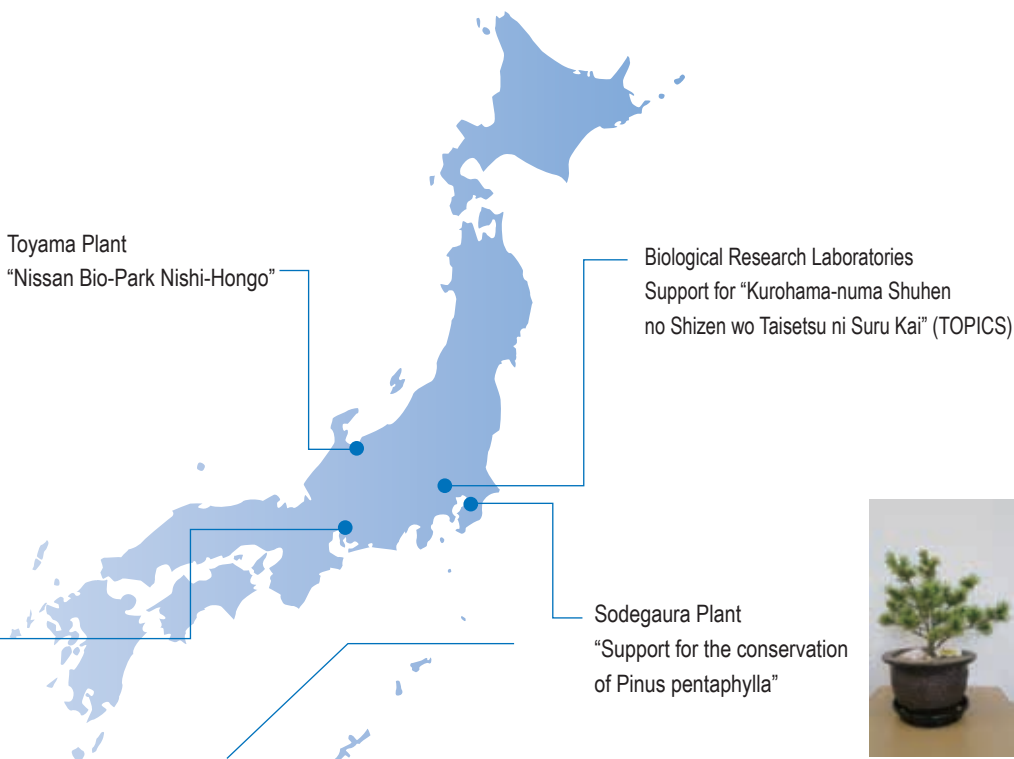 Toyama Plant
“Nissan Bio-Park Nishi-Hongo”
Biological Research Laboratories
Support for “Kurohama-numa Shuhen
no Shizen wo Taisetsu ni Suru Kai” (TOPICS)
Sodegaura Plant
“Support for the conservation
of Pinus pentaphylla”